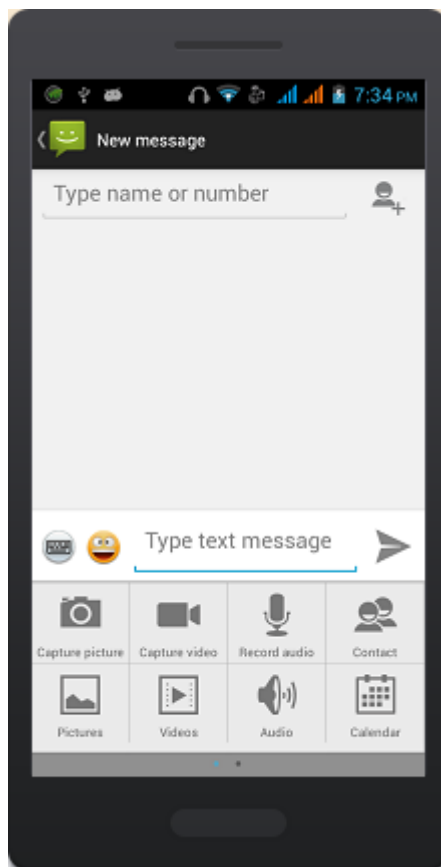 7:34 PM
New message
Type name or number
Type text message
Capture picture Capture video Record audio Contact
Pictures Videos Audio Calendar